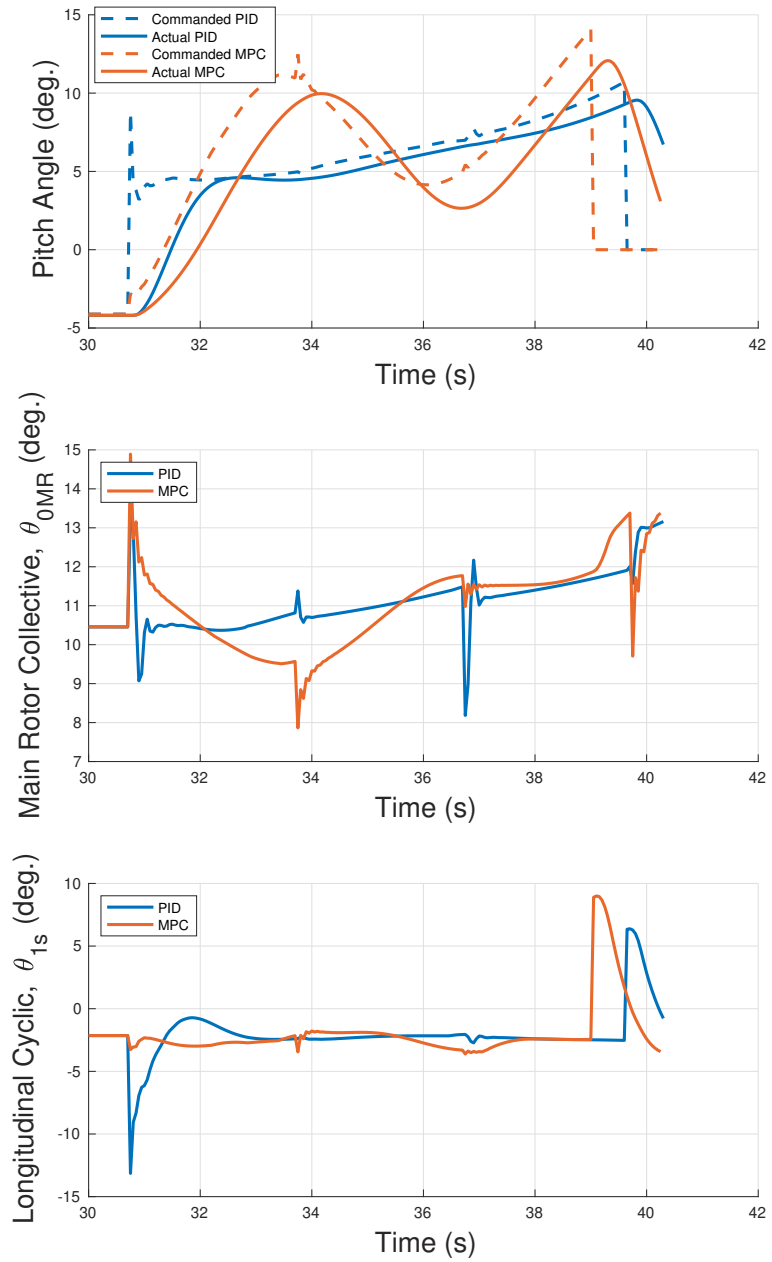 15
10
5
0
-5
Pitch Angle (deg.)
Commanded PID
Actual PID
Commanded MPC
Actual MPC
30 32 34 36 38 40 42
Time (s)
15
14
13
12
11
10
9
8
7
Main Rotor Collective, θ0MR (deg.)
PID
MPC
30 32 34 36 38 40 42
Time (s)
10
5
0
-5
-10
-15
Longitudinal Cyclic, θ1s (deg.)
PID
MPC
30 32 34 36 38 40 42
Time (s)